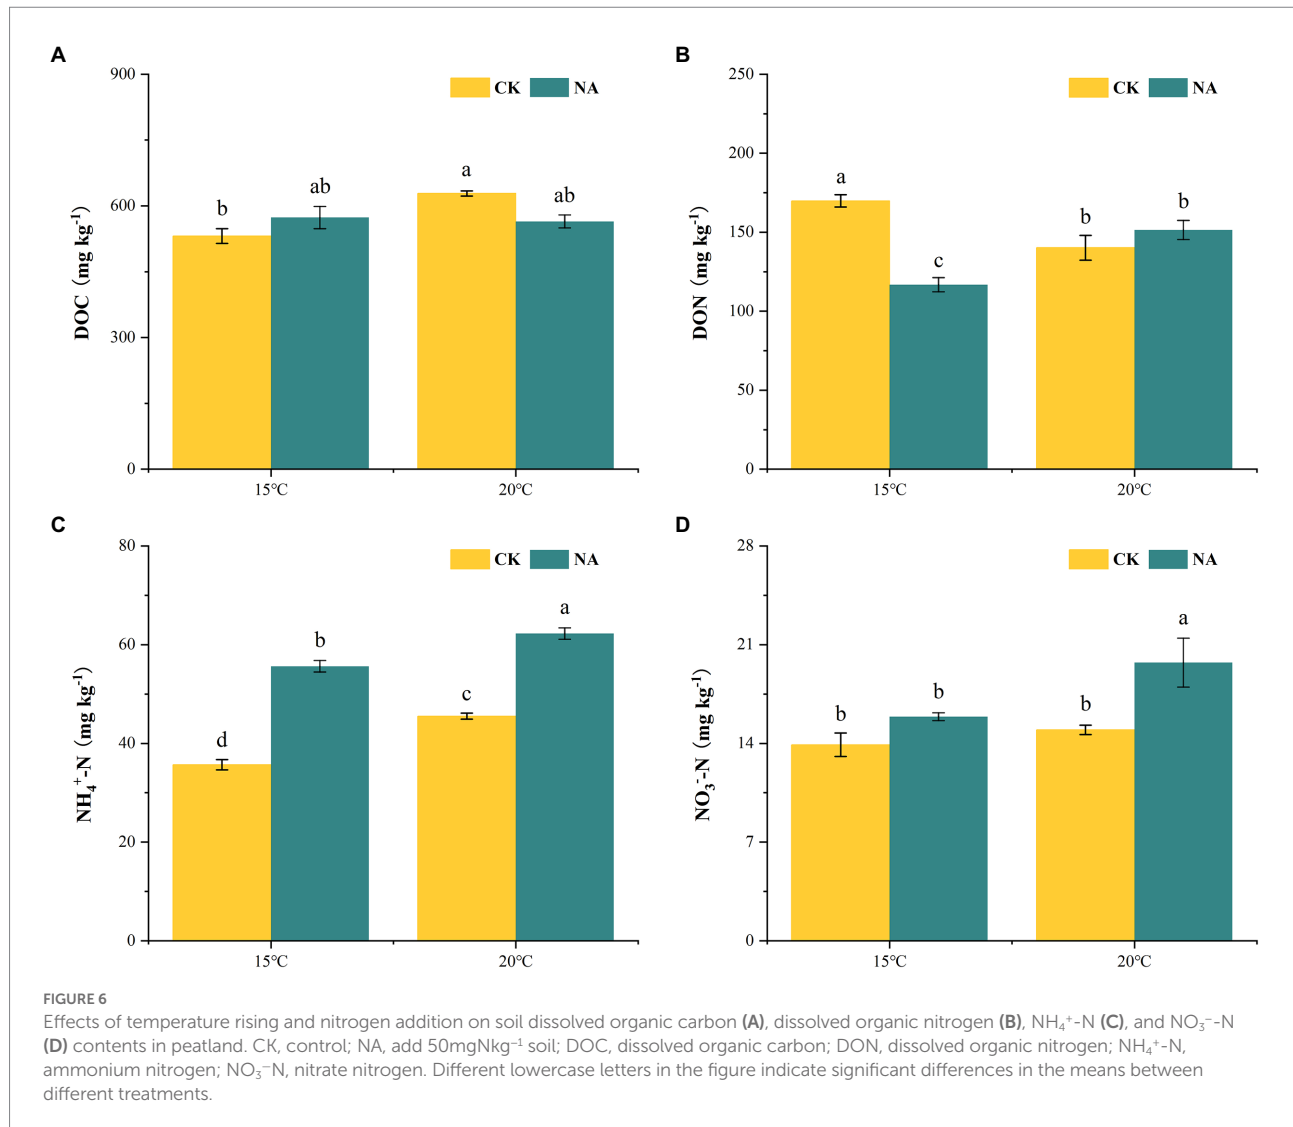 A
CK NA
900
600
300
0
DOC (mg kg⁻¹)
b
ab
a
ab
15°C 20°C
B
CK NA
250
200
150
100
50
0
DON (mg kg⁻¹)
a
c
b
b
15°C 20°C
C
CK NA
80
60
40
20
0
NH₄⁺-N (mg kg⁻¹)
d
b
c
a
15°C 20°C
D
CK NA
28
21
14
7
0
NO₃⁻-N (mg kg⁻¹)
b
b
b
a
15°C 20°C
FIGURE 6
Effects of temperature rising and nitrogen addition on soil dissolved organic carbon (A), dissolved organic nitrogen (B), NH₄⁺-N (C), and NO₃⁻-N
(D) contents in peatland. CK, control; NA, add 50mgNkg⁻¹ soil; DOC, dissolved organic carbon; DON, dissolved organic nitrogen; NH₄⁺-N,
ammonium nitrogen; NO₃⁻N, nitrate nitrogen. Different lowercase letters in the figure indicate significant differences in the means between
different treatments.